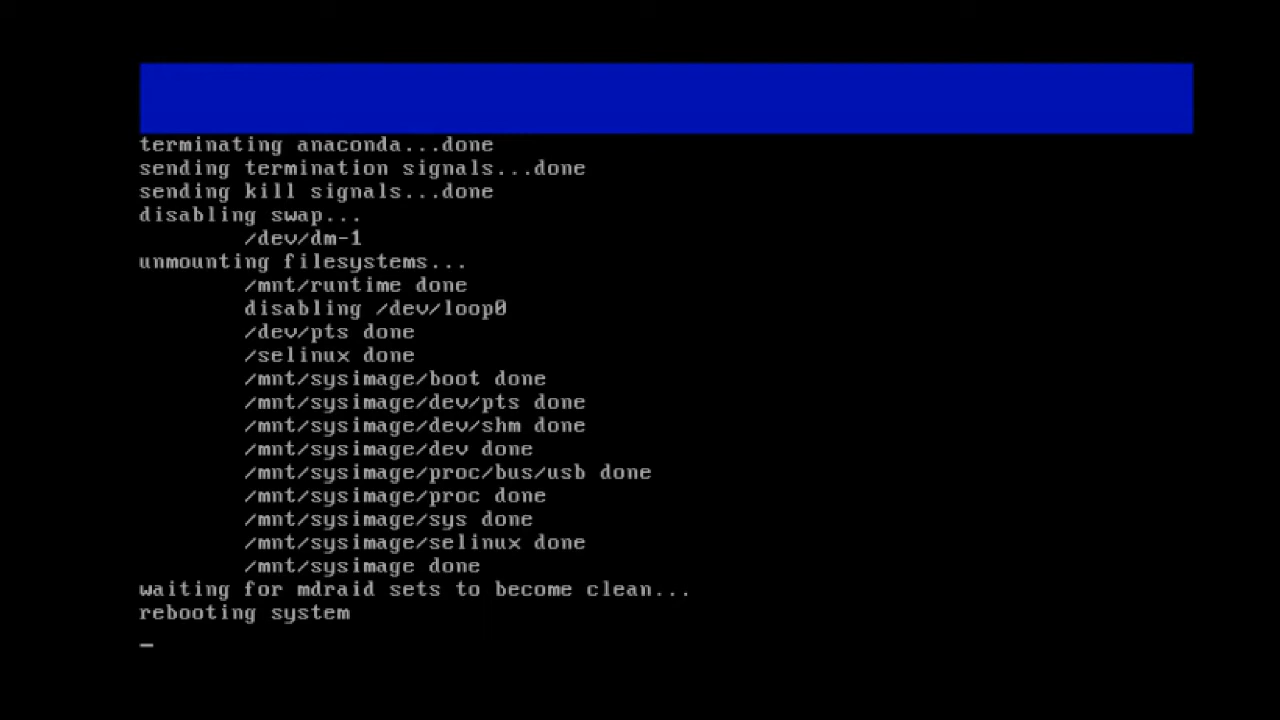 terminating anaconda...done
sending termination signals...done
sending kill signals...done
disabling swap...
/dev/dm-1
unmounting filesystems...
/mnt/runtime done
disabling /dev/loop0
/dev/pts done
/selinux done
/mnt/sysimage/boot done
/mnt/sysimage/dev/pts done
/mnt/sysimage/dev/shm done
/mnt/sysimage/dev done
/mnt/sysimage/proc/bus/usb done
/mnt/sysimage/proc done
/mnt/sysimage/sys done
/mnt/sysimage/selinux done
/mnt/sysimage done
waiting for mdraid sets to become clean...
rebooting system
_